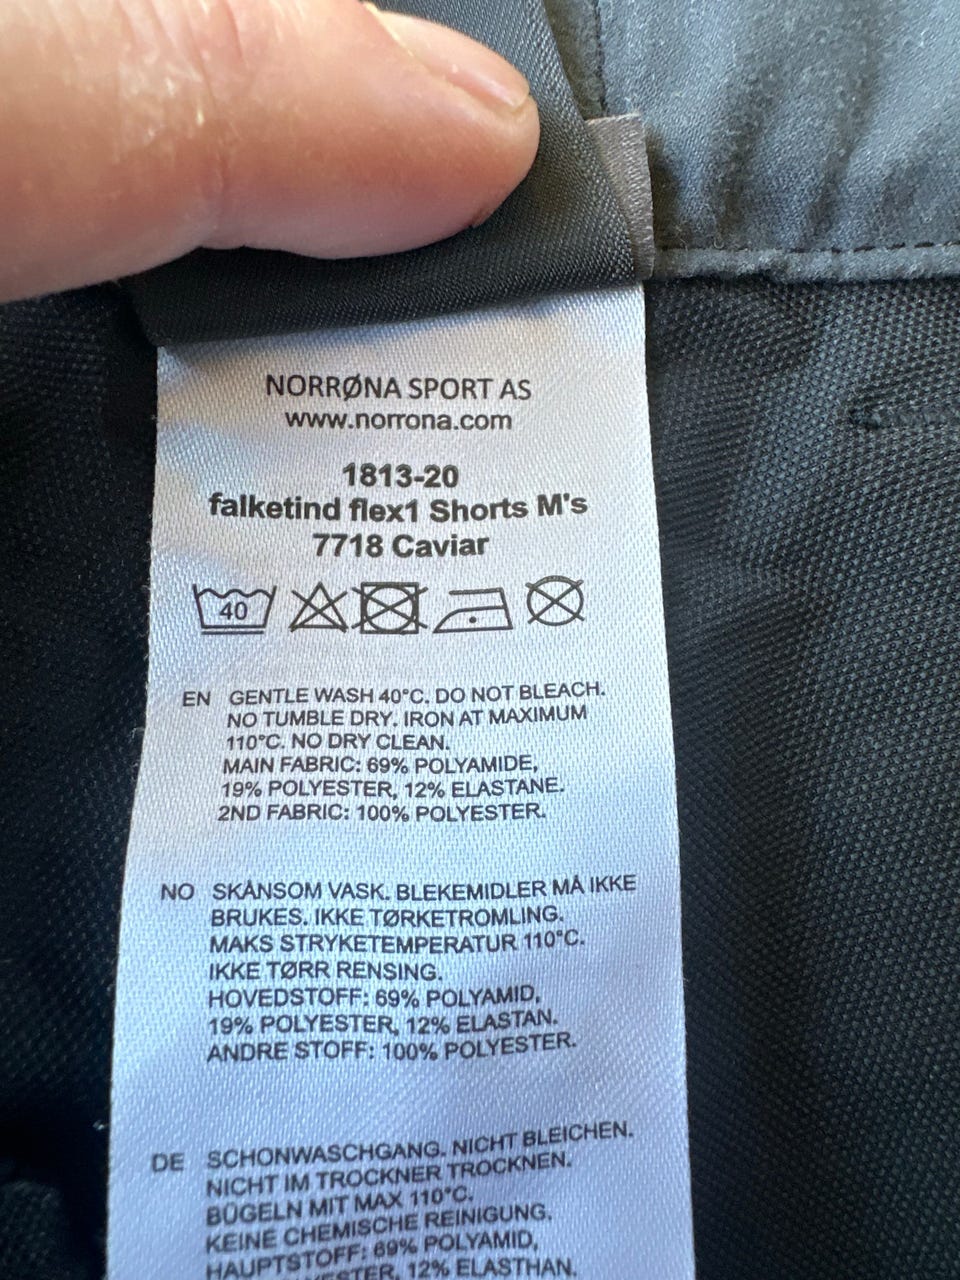 NORRØNA SPORT AS
www.norrona.com
1813-20
falketind flex1 Shorts M's
7718 Caviar
40
EN GENTLE WASH 40°C. DO NOT BLEACH.
NO TUMBLE DRY. IRON AT MAXIMUM
110°C. NO DRY CLEAN.
MAIN FABRIC: 69% POLYAMIDE,
19% POLYESTER, 12% ELASTANE.
2ND FABRIC: 100% POLYESTER.
NO SKÅNSOM VASK. BLEKEMIDLER MÅ IKKE
BRUKES. IKKE TØRKETROMLING.
MAKS STRYKETEMPERATUR 110°C.
IKKE TØRR RENSING.
HOVEDSTOFF: 69% POLYAMID,
19% POLYESTER, 12% ELASTAN.
ANDRE STOFF: 100% POLYESTER.
DE SCHONWASCHGANG. NICHT BLEICHEN.
NICHT IM TROCKNER TROCKNEN.
BÜGELN MIT MAX 110°C.
KEINE CHEMISCHE REINIGUNG.
HAUPTSTOFF: 69% POLYAMID,
12% ELASTHAN.